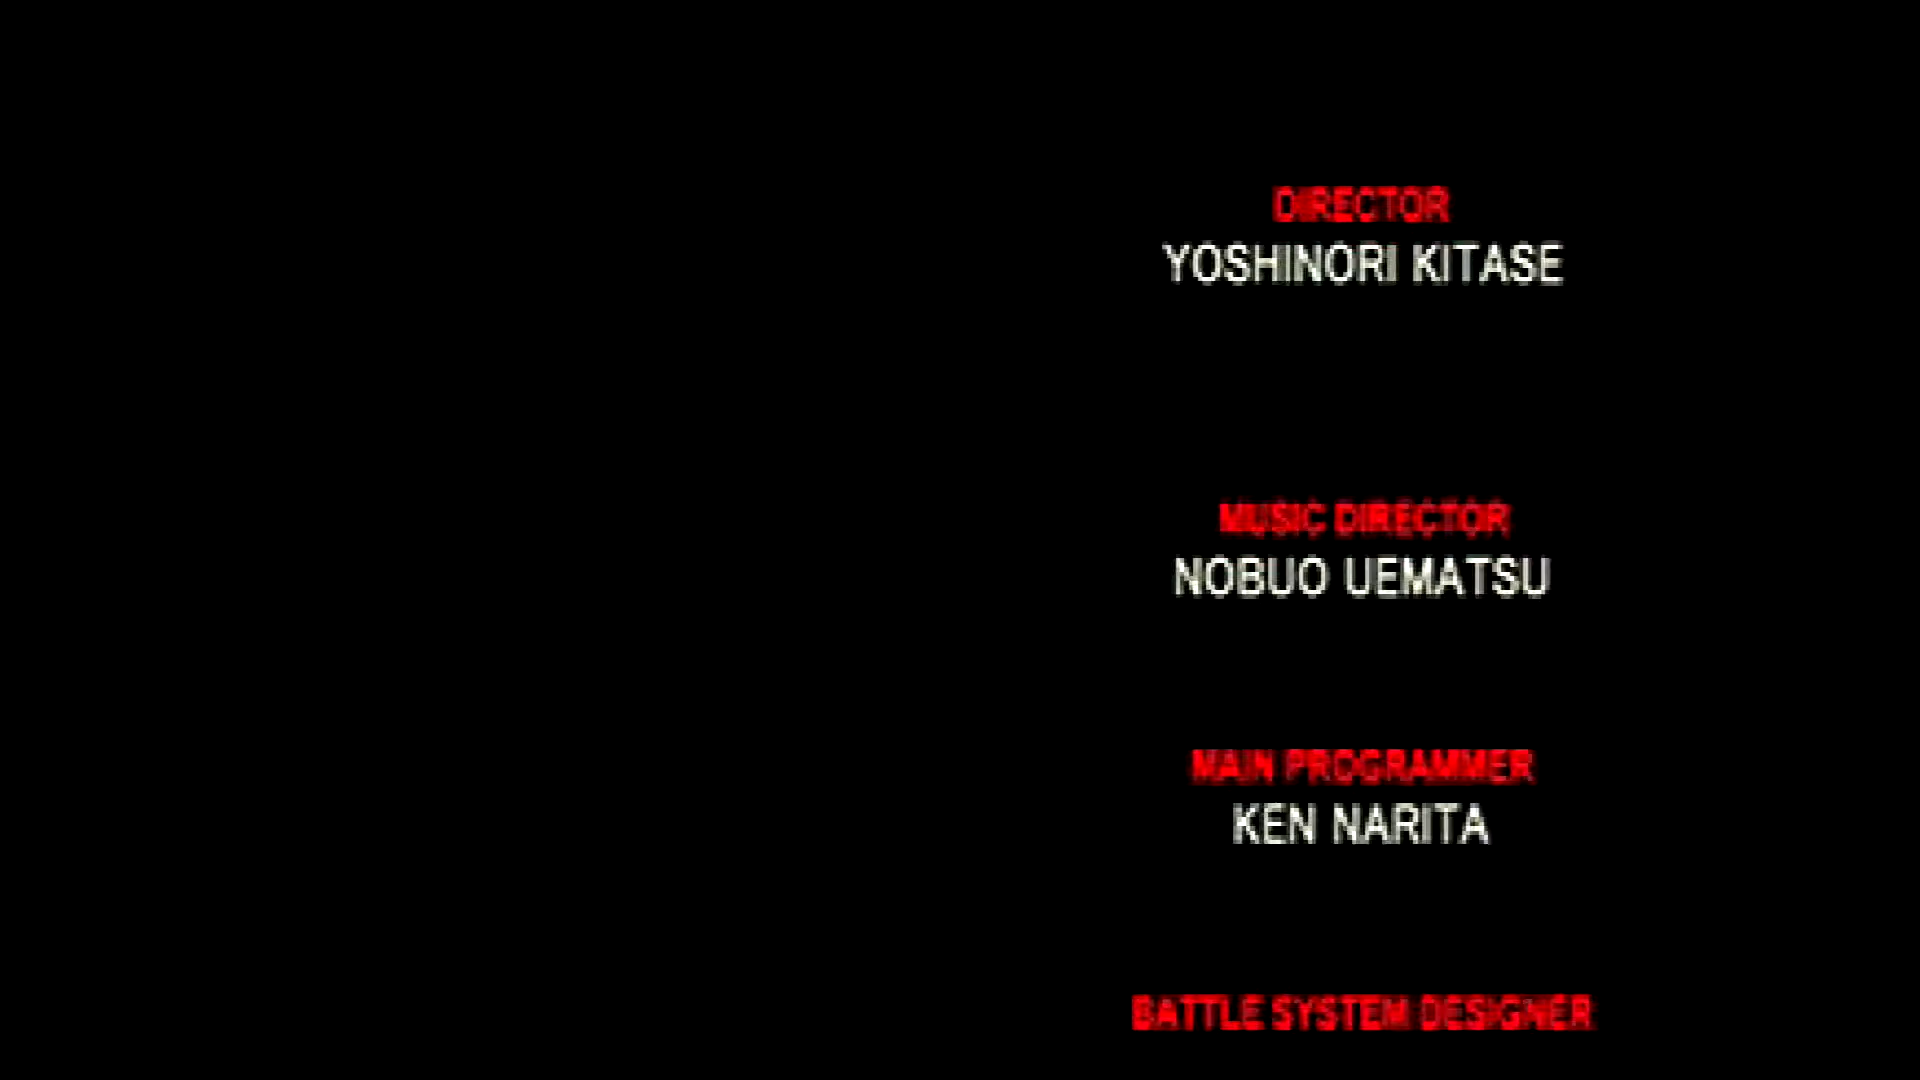 DIRECTOR
YOSHINORI KITASE
MUSIC DIRECTOR
NOBUO UEMATSU
MAIN PROGRAMMER
KEN NARITA
BATTLE SYSTEM DESIGNER